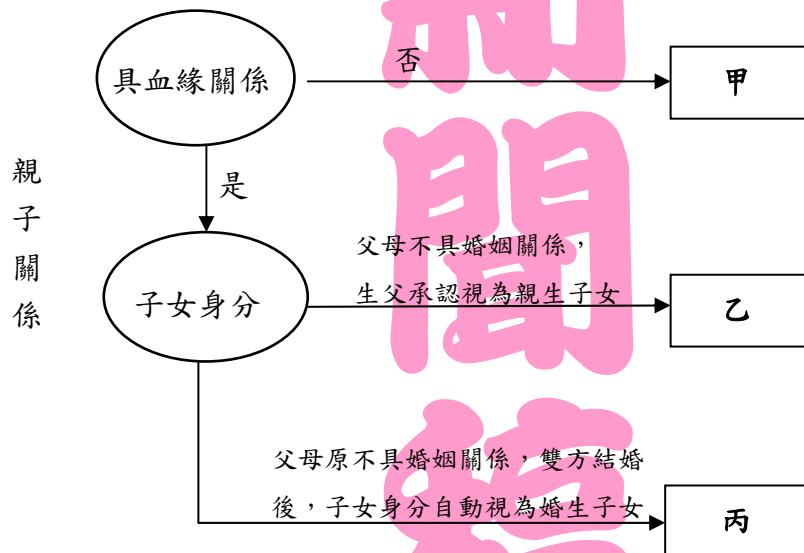 親子關係
具血緣關係
否
甲
是
子女身分
父母不具婚姻關係，
生父承認視為親生子女
乙
父母原不具婚姻關係，雙方結婚
後，子女身分自動視為婚生子女
丙
聞